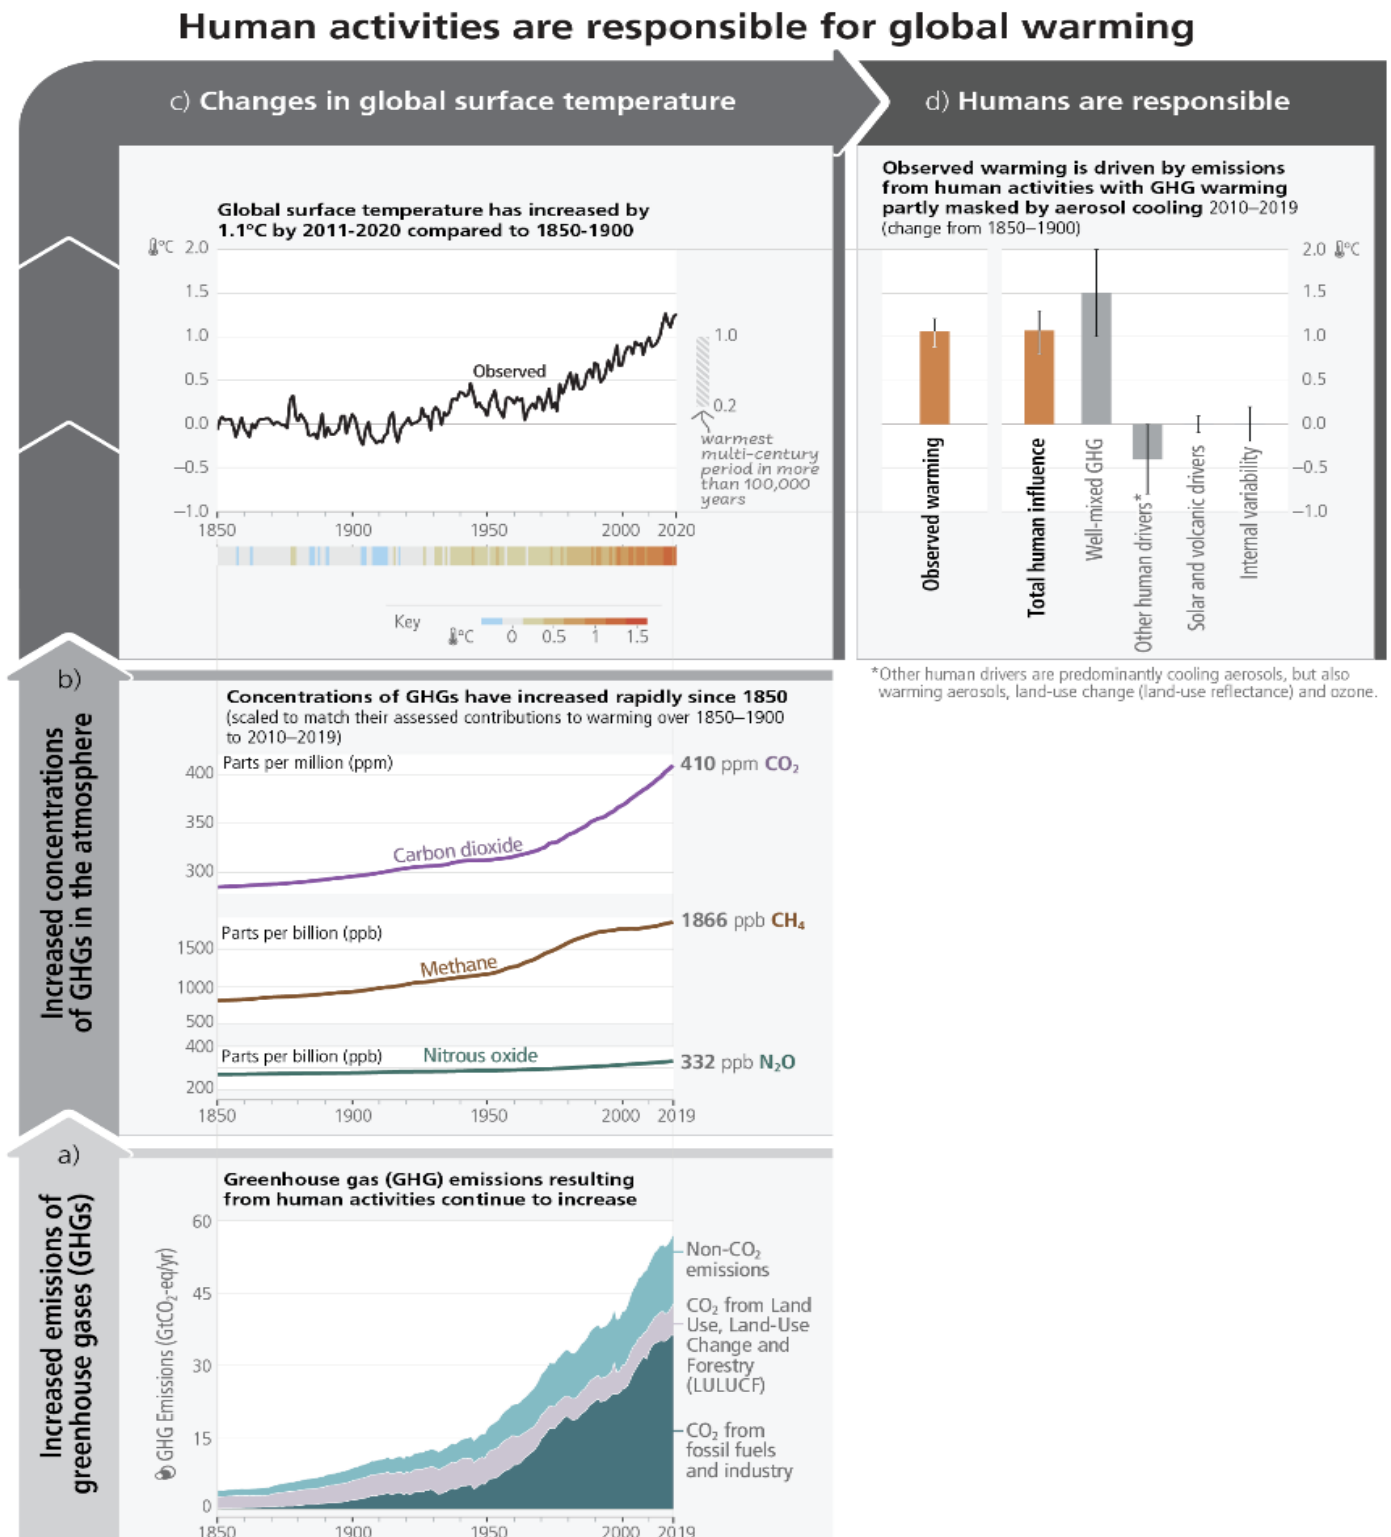 Human activities are responsible for global warming
c) Changes in global surface temperature
Global surface temperature has increased by
1.1°C by 2011-2020 compared to 1850-1900
°C 2.0
1.5
1.0
0.5
0.0
−0.5
−1.0
Observed
1.0
0.2
warmest
multi-century
period in more
than 100,000
years
1850
1900
1950
2000
2020
Key
°C
0
0.5
1
1.5
d) Humans are responsible
Observed warming is driven by emissions
from human activities with GHG warming
partly masked by aerosol cooling 2010–2019
(change from 1850–1900)
2.0 °C
1.5
1.0
0.5
0.0
−0.5
−1.0
Observed warming
Total human influence
Well-mixed GHG
Other human drivers*
Solar and volcanic drivers
Internal variability
*Other human drivers are predominantly cooling aerosols, but also
warming aerosols, land-use change (land-use reflectance) and ozone.
b)
Increased concentrations
of GHGs in the atmosphere
Concentrations of GHGs have increased rapidly since 1850
(scaled to match their assessed contributions to warming over 1850–1900
to 2010–2019)
Parts per million (ppm)
400
350
300
Carbon dioxide
410 ppm CO₂
Parts per billion (ppb)
1500
1000
500
Methane
1866 ppb CH₄
400
Parts per billion (ppb)
200
Nitrous oxide
332 ppb N₂O
1850
1900
1950
2000
2019
a)
Increased emissions of
greenhouse gases (GHGs)
Greenhouse gas (GHG) emissions resulting
from human activities continue to increase
GHG Emissions (GtCO₂-eq/yr)
60
45
30
15
0
Non-CO₂
emissions
CO₂ from Land
Use, Land-Use
Change and
Forestry
(LULUCF)
CO₂ from
fossil fuels
and industry
1850
1900
1950
2000
2019